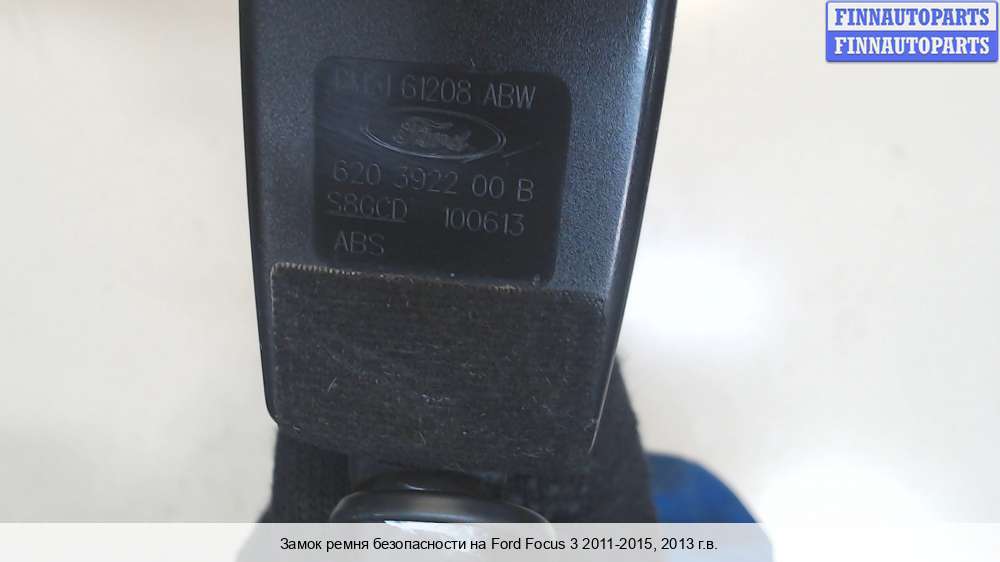 FINNAUTOPARTS
FINNAUTOPARTS
61208 ABW
Ford
620 3922 00 B
S8GCD 100613
ABS
Замок ремня безопасности на Ford Focus 3 2011-2015, 2013 г.в.